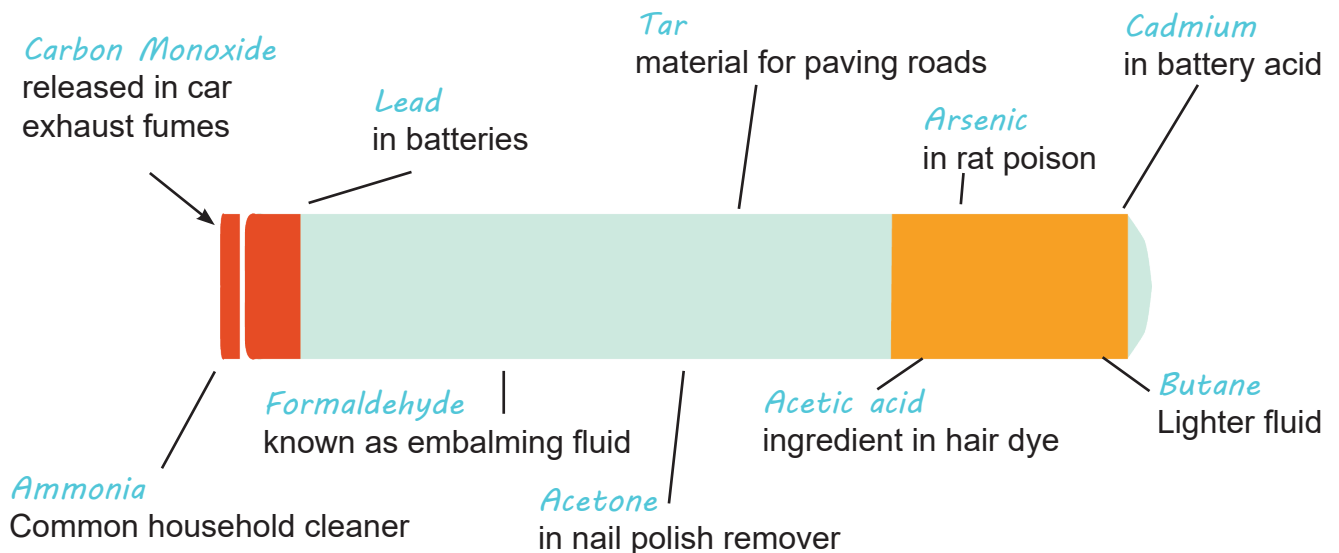 Carbon Monoxide
released in car
exhaust fumes
Lead
in batteries
Tar
material for paving roads
Arsenic
in rat poison
Cadmium
in battery acid
Ammonia
Common household cleaner
Formaldehyde
known as embalming fluid
Acetone
in nail polish remover
Acetic acid
ingredient in hair dye
Butane
Lighter fluid